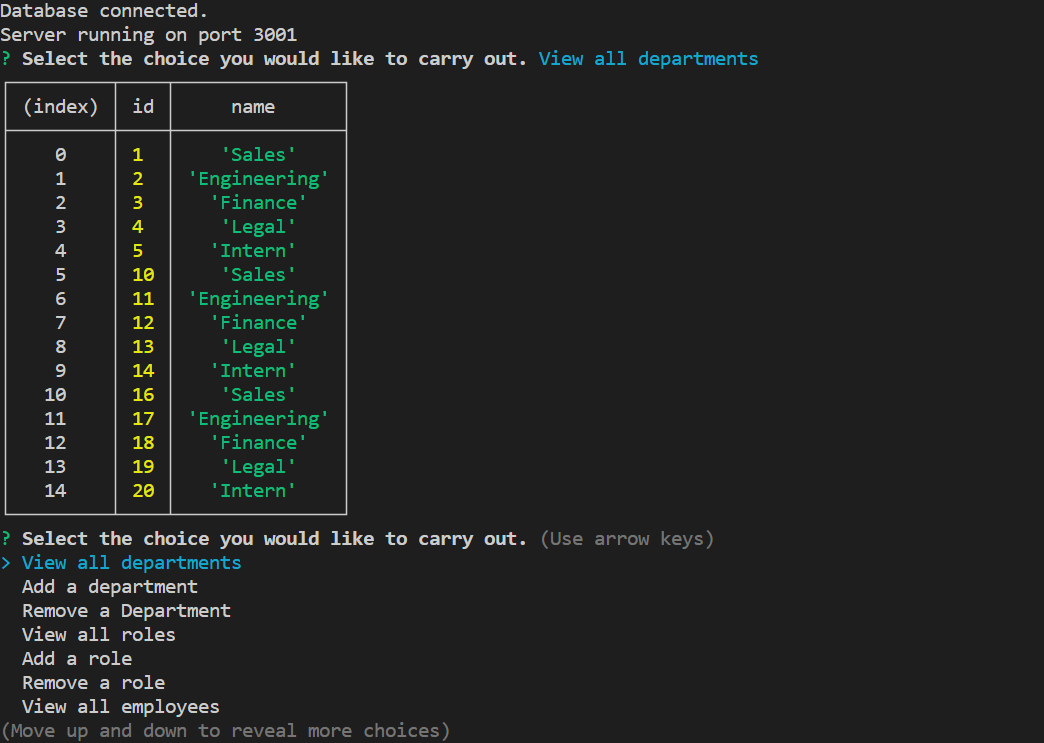 Database connected.
Server running on port 3001
? Select the choice you would like to carry out. View all departments
(index) id name
0 1 'Sales'
1 2 'Engineering'
2 3 'Finance'
3 4 'Legal'
4 5 'Intern'
5 10 'Sales'
6 11 'Engineering'
7 12 'Finance'
8 13 'Legal'
9 14 'Intern'
10 16 'Sales'
11 17 'Engineering'
12 18 'Finance'
13 19 'Legal'
14 20 'Intern'
? Select the choice you would like to carry out. (Use arrow keys)
> View all departments
Add a department
Remove a Department
View all roles
Add a role
Remove a role
View all employees
(Move up and down to reveal more choices)